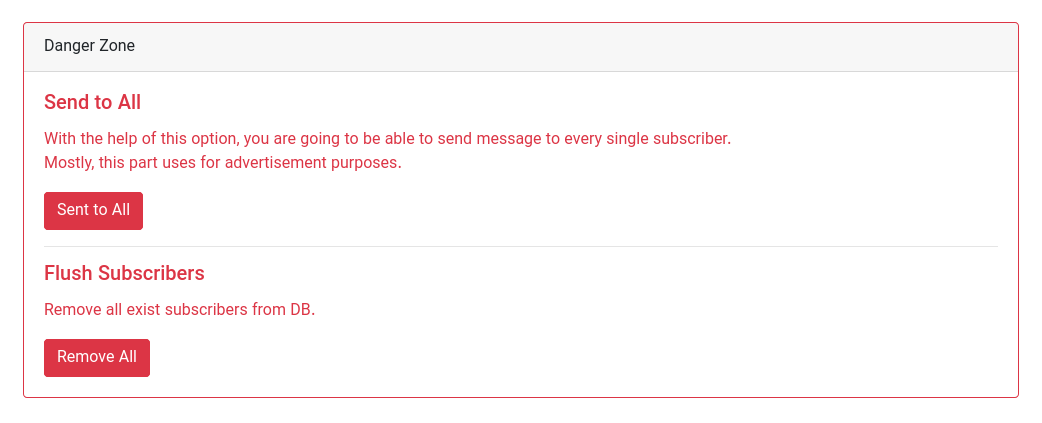 Danger Zone
Send to All
With the help of this option, you are going to be able to send message to every single subscriber.
Mostly, this part uses for advertisement purposes.
Sent to All
Flush Subscribers
Remove all exist subscribers from DB.
Remove All